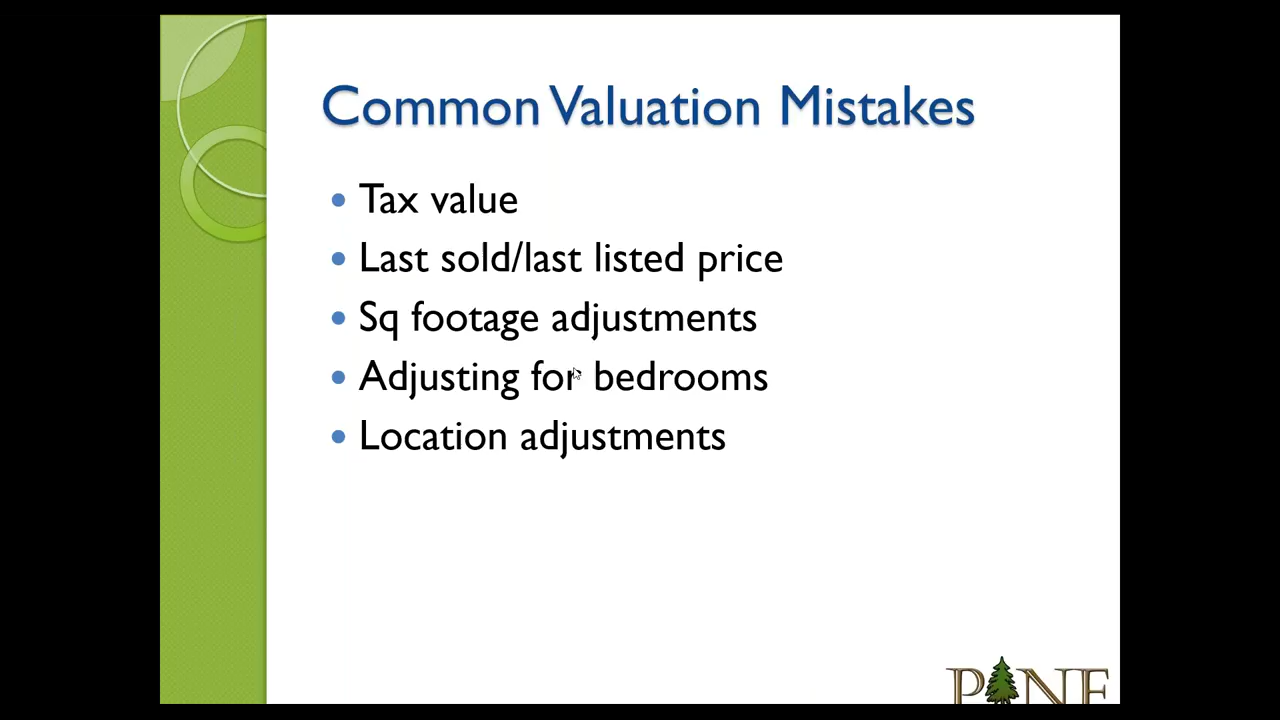 Common Valuation Mistakes
Tax value
Last sold/last listed price
Sq footage adjustments
Adjusting for bedrooms
Location adjustments
PINE